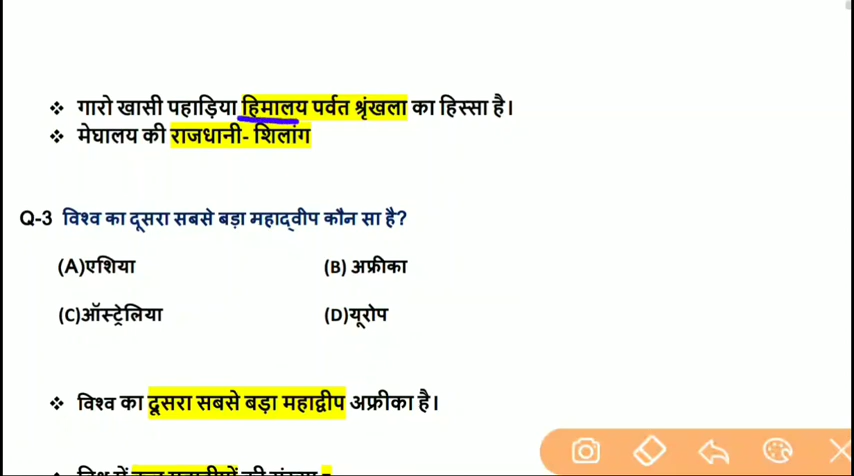 ❖ गारो खासी पहाड़िया हिमालय पर्वत श्रृंखला का हिस्सा है।
❖ मेघालय की राजधानी- शिलांग
Q-3 विश्व का दूसरा सबसे बड़ा महाद्वीप कौन सा है?
(A)एशिया (B) अफ्रीका
(C)ऑस्ट्रेलिया (D)यूरोप
❖ विश्व का दूसरा सबसे बड़ा महाद्वीप अफ्रीका है।